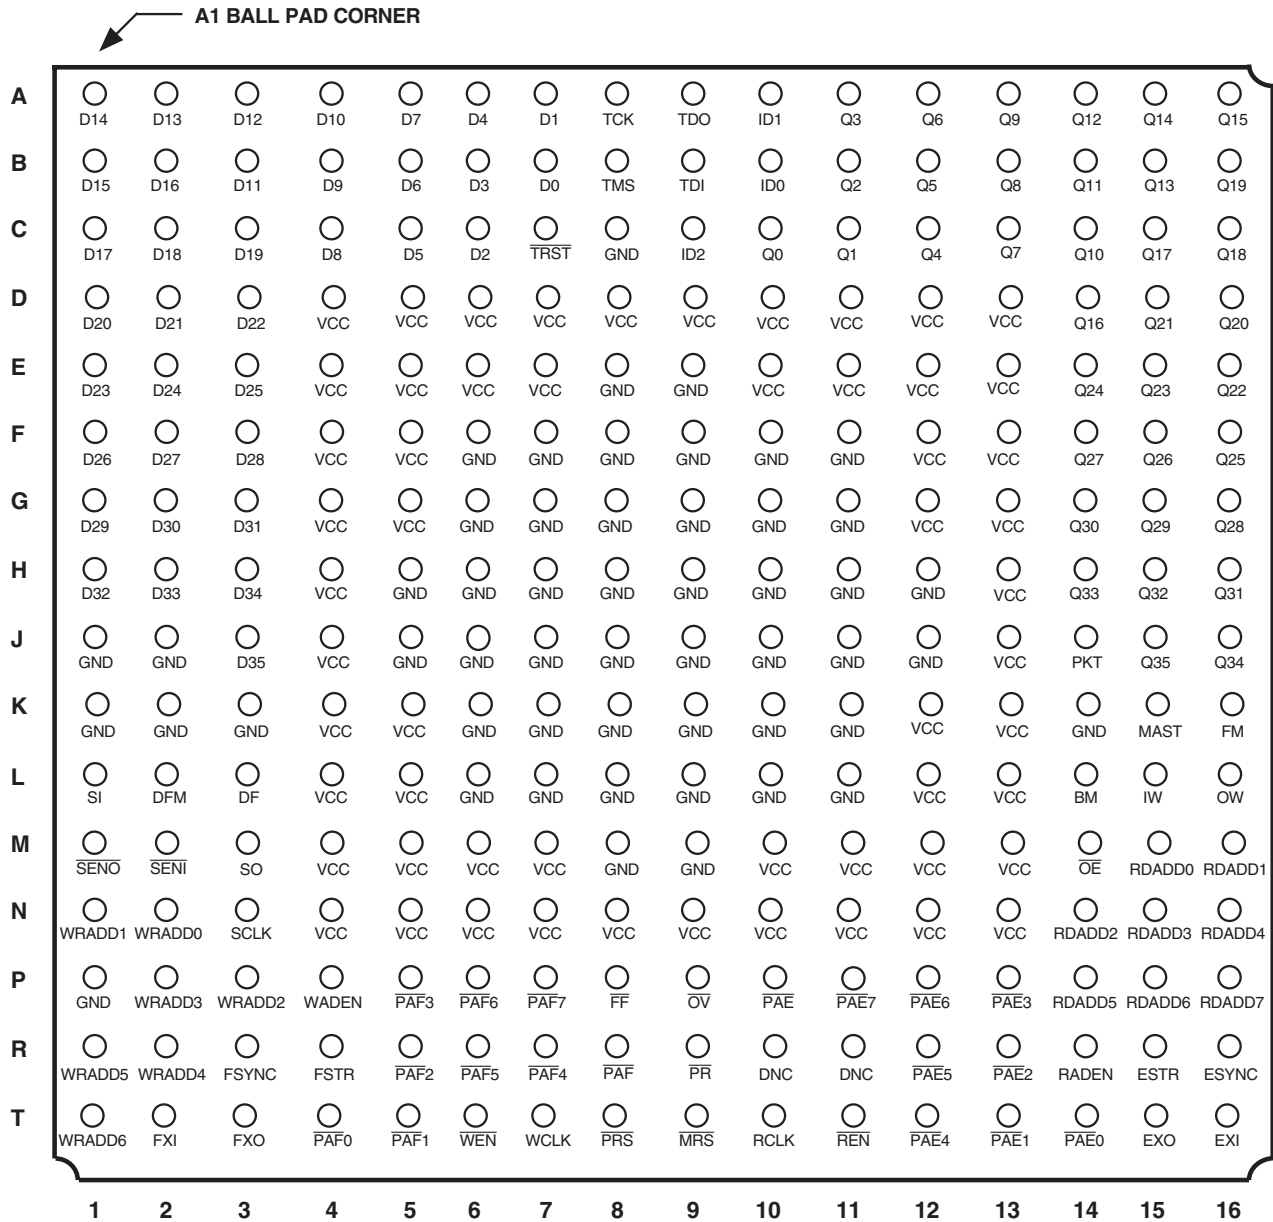 A1 BALL PAD CORNER
A
D14 D13 D12 D10 D7 D4 D1 TCK TDO ID1 Q3 Q6 Q9 Q12 Q14 Q15
B
D15 D16 D11 D9 D6 D3 D0 TMS TDI ID0 Q2 Q5 Q8 Q11 Q13 Q19
C
D17 D18 D19 D8 D5 D2 TRST GND ID2 Q0 Q1 Q4 Q7 Q10 Q17 Q18
D
D20 D21 D22 VCC VCC VCC VCC VCC VCC VCC VCC VCC VCC Q16 Q21 Q20
E
D23 D24 D25 VCC VCC VCC VCC GND GND VCC VCC VCC VCC Q24 Q23 Q22
F
D26 D27 D28 VCC VCC GND GND GND GND GND GND VCC VCC Q27 Q26 Q25
G
D29 D30 D31 VCC VCC GND GND GND GND GND GND VCC VCC Q30 Q29 Q28
H
D32 D33 D34 VCC GND GND GND GND GND GND GND GND VCC Q33 Q32 Q31
J
GND GND D35 VCC GND GND GND GND GND GND GND GND VCC PKT Q35 Q34
K
GND GND GND VCC VCC GND GND GND GND GND GND VCC VCC GND MAST FM
L
SI DFM DF VCC VCC GND GND GND GND GND GND VCC VCC BM IW OW
M
SENO SENI SO VCC VCC VCC VCC GND GND VCC VCC VCC VCC OE RDADD0 RDADD1
N
WRADD1 WRADD0 SCLK VCC VCC VCC VCC VCC VCC VCC VCC VCC VCC RDADD2 RDADD3 RDADD4
P
GND WRADD3 WRADD2 WADEN PAF3 PAF6 PAF7 FF OV PAE PAE7 PAE6 PAE3 RDADD5 RDADD6 RDADD7
R
WRADD5 WRADD4 FSYNC FSTR PAF2 PAF5 PAF4 PAF PR DNC DNC PAE5 PAE2 RADEN ESTR ESYNC
T
WRADD6 FXI FXO PAF0 PAF1 WEN WCLK PRS MRS RCLK REN PAE4 PAE1 PAE0 EXO EXI
1 2 3 4 5 6 7 8 9 10 11 12 13 14 15 16